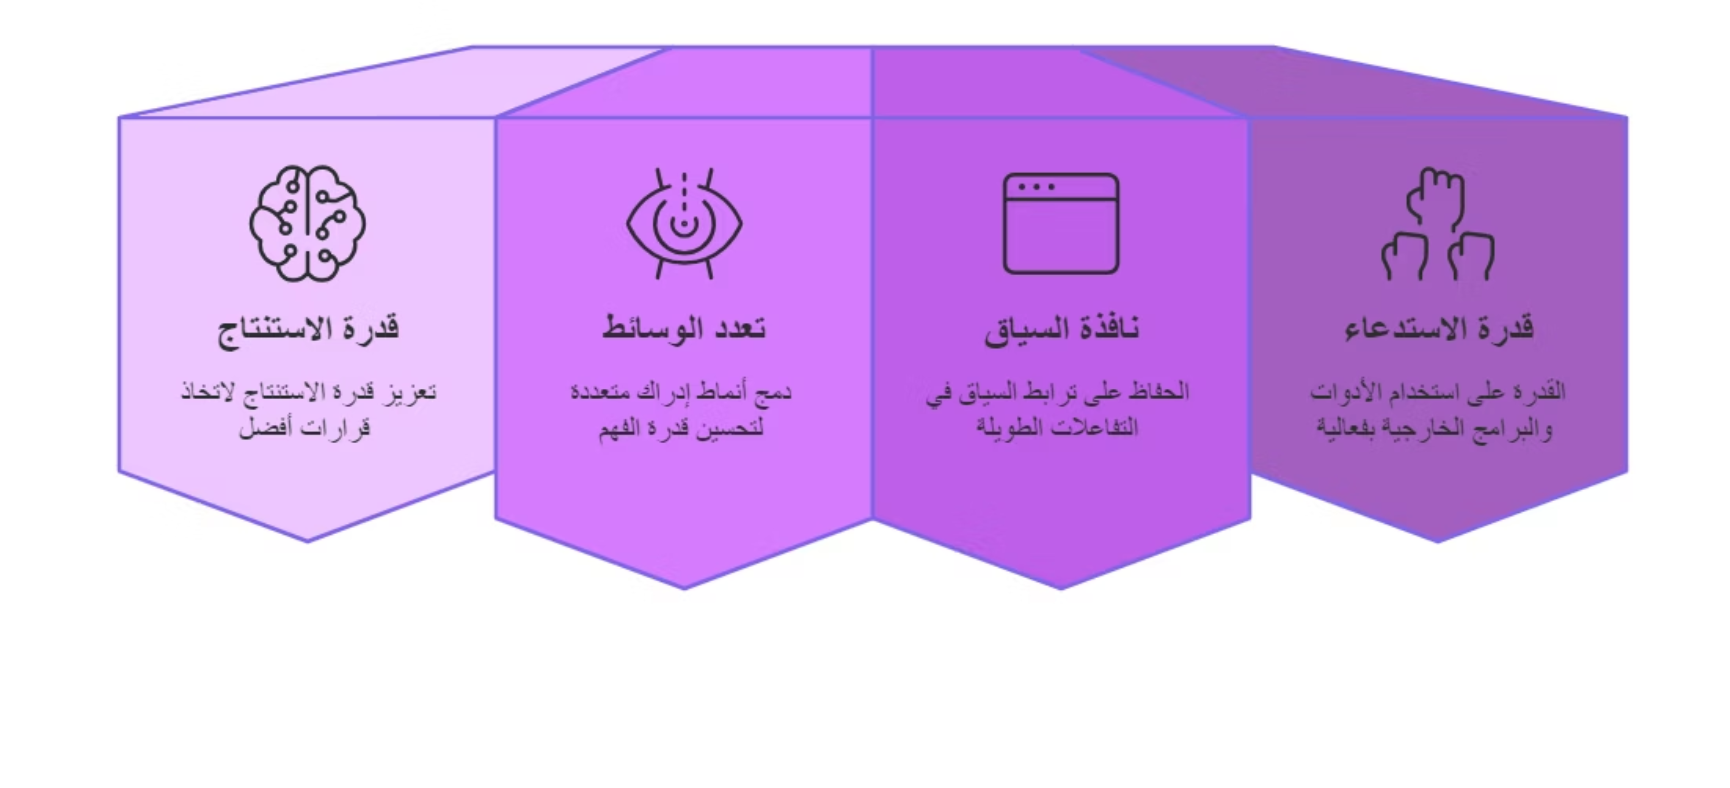 قدرة الاستدعاء
القدرة على استخدام الأدوات
والبرامج الخارجية بفعالية
نافذة السياق
الحفاظ على ترابط السياق في
التفاعلات الطويلة
تعدد الوسائط
دمج أنماط إدراك متعددة
لتحسين قدرة الفهم
قدرة الاستنتاج
تعزيز قدرة الاستنتاج لاتخاذ
قرارات أفضل